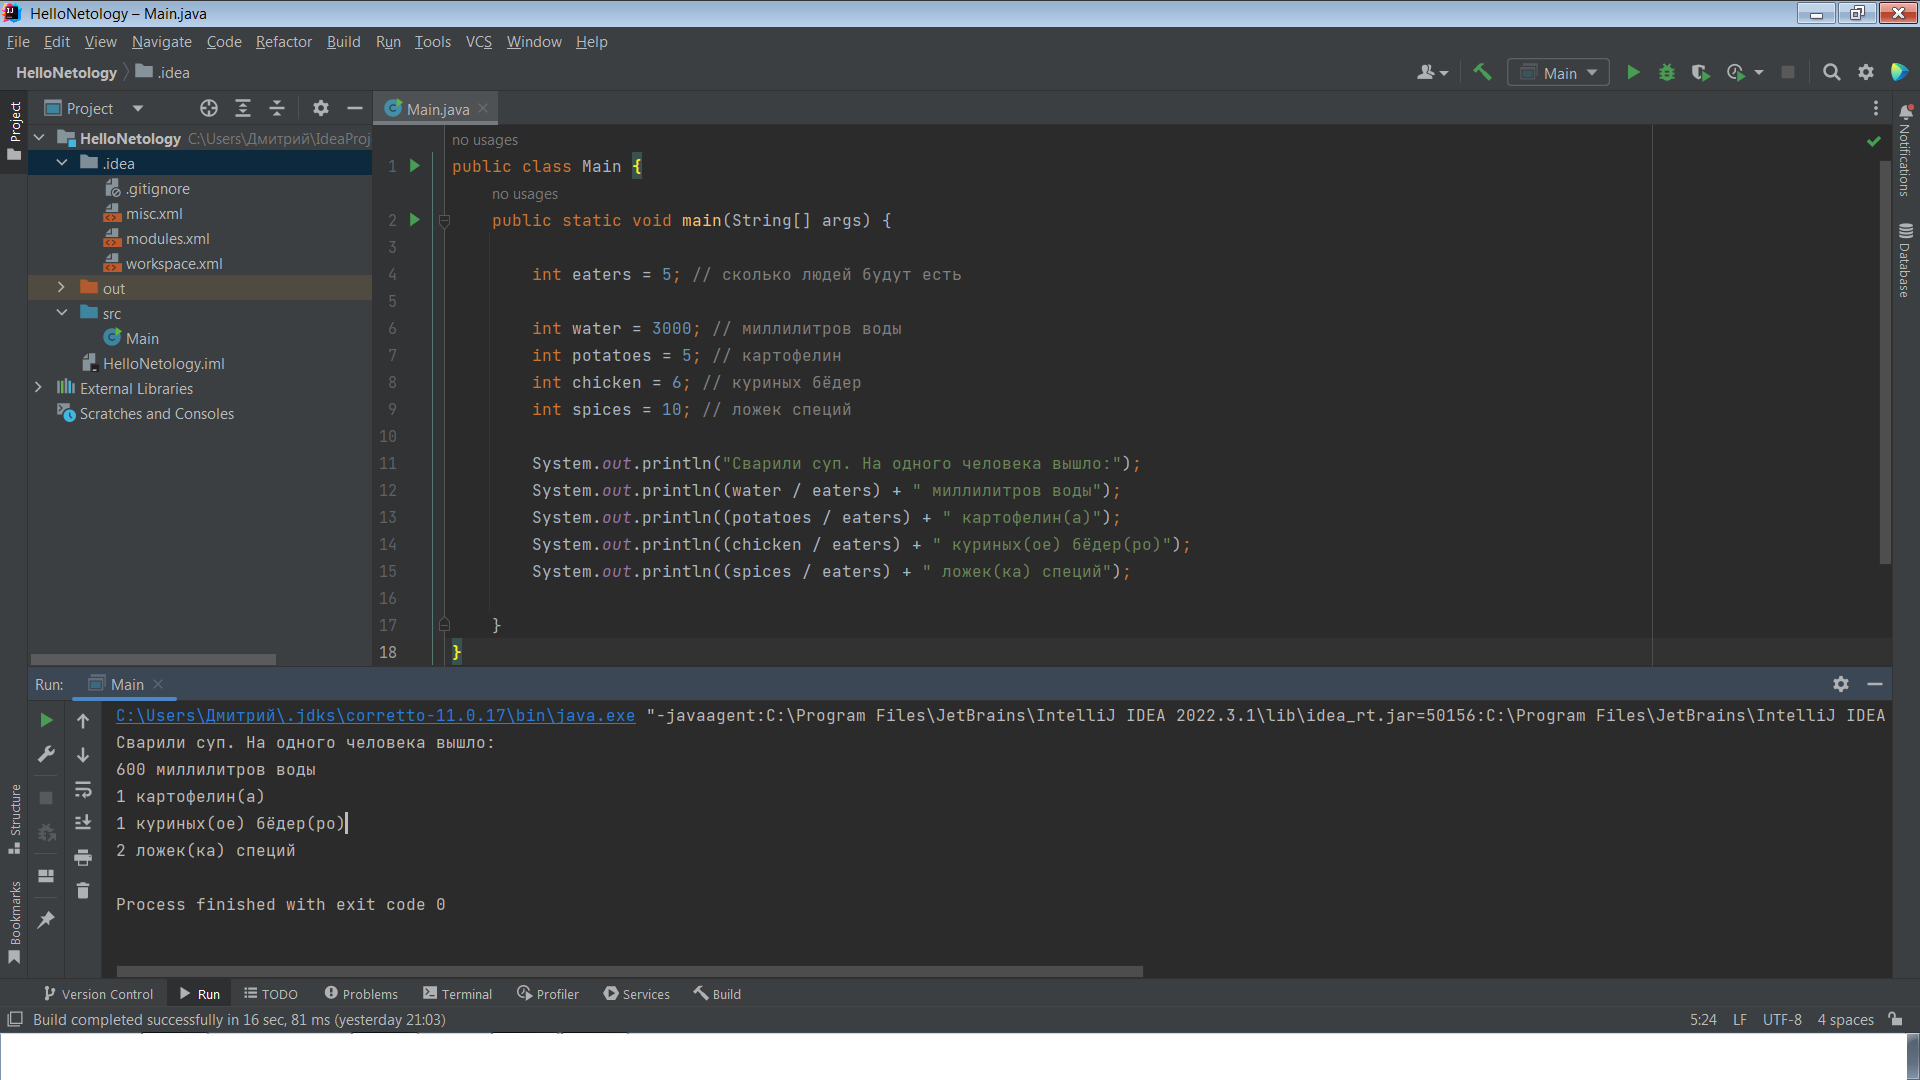 HelloNetology – Main.java
File Edit View Navigate Code Refactor Build Run Tools VCS Window Help
HelloNetology .idea
Main
Project
Project
Main.java
HelloNetology C:\Users\Дмитрий\IdeaProj
.idea
.gitignore
misc.xml
modules.xml
workspace.xml
out
src
Main
HelloNetology.iml
External Libraries
Scratches and Consoles
no usages
1 public class Main {
no usages
2 public static void main(String[] args) {
3
4 int eaters = 5; // сколько людей будут есть
5
6 int water = 3000; // миллилитров воды
7 int potatoes = 5; // картофелин
8 int chicken = 6; // куриных бёдер
9 int spices = 10; // ложек специй
10
11 System.out.println("Сварили суп. На одного человека вышло:");
12 System.out.println((water / eaters) + " миллилитров воды");
13 System.out.println((potatoes / eaters) + " картофелин(а)");
14 System.out.println((chicken / eaters) + " куриных(ое) бёдер(ро)");
15 System.out.println((spices / eaters) + " ложек(ка) специй");
16
17 }
18 }
Notifications
Database
Run: Main
C:\Users\Дмитрий\.jdks\corretto-11.0.17\bin\java.exe "-javaagent:C:\Program Files\JetBrains\IntelliJ IDEA 2022.3.1\lib\idea_rt.jar=50156:C:\Program Files\JetBrains\IntelliJ IDEA
Сварили суп. На одного человека вышло:
600 миллилитров воды
1 картофелин(а)
1 куриных(ое) бёдер(ро)
2 ложек(ка) специй
Process finished with exit code 0
Structure
Bookmarks
Version Control Run TODO Problems Terminal Profiler Services Build
Build completed successfully in 16 sec, 81 ms (yesterday 21:03)
5:24 LF UTF-8 4 spaces